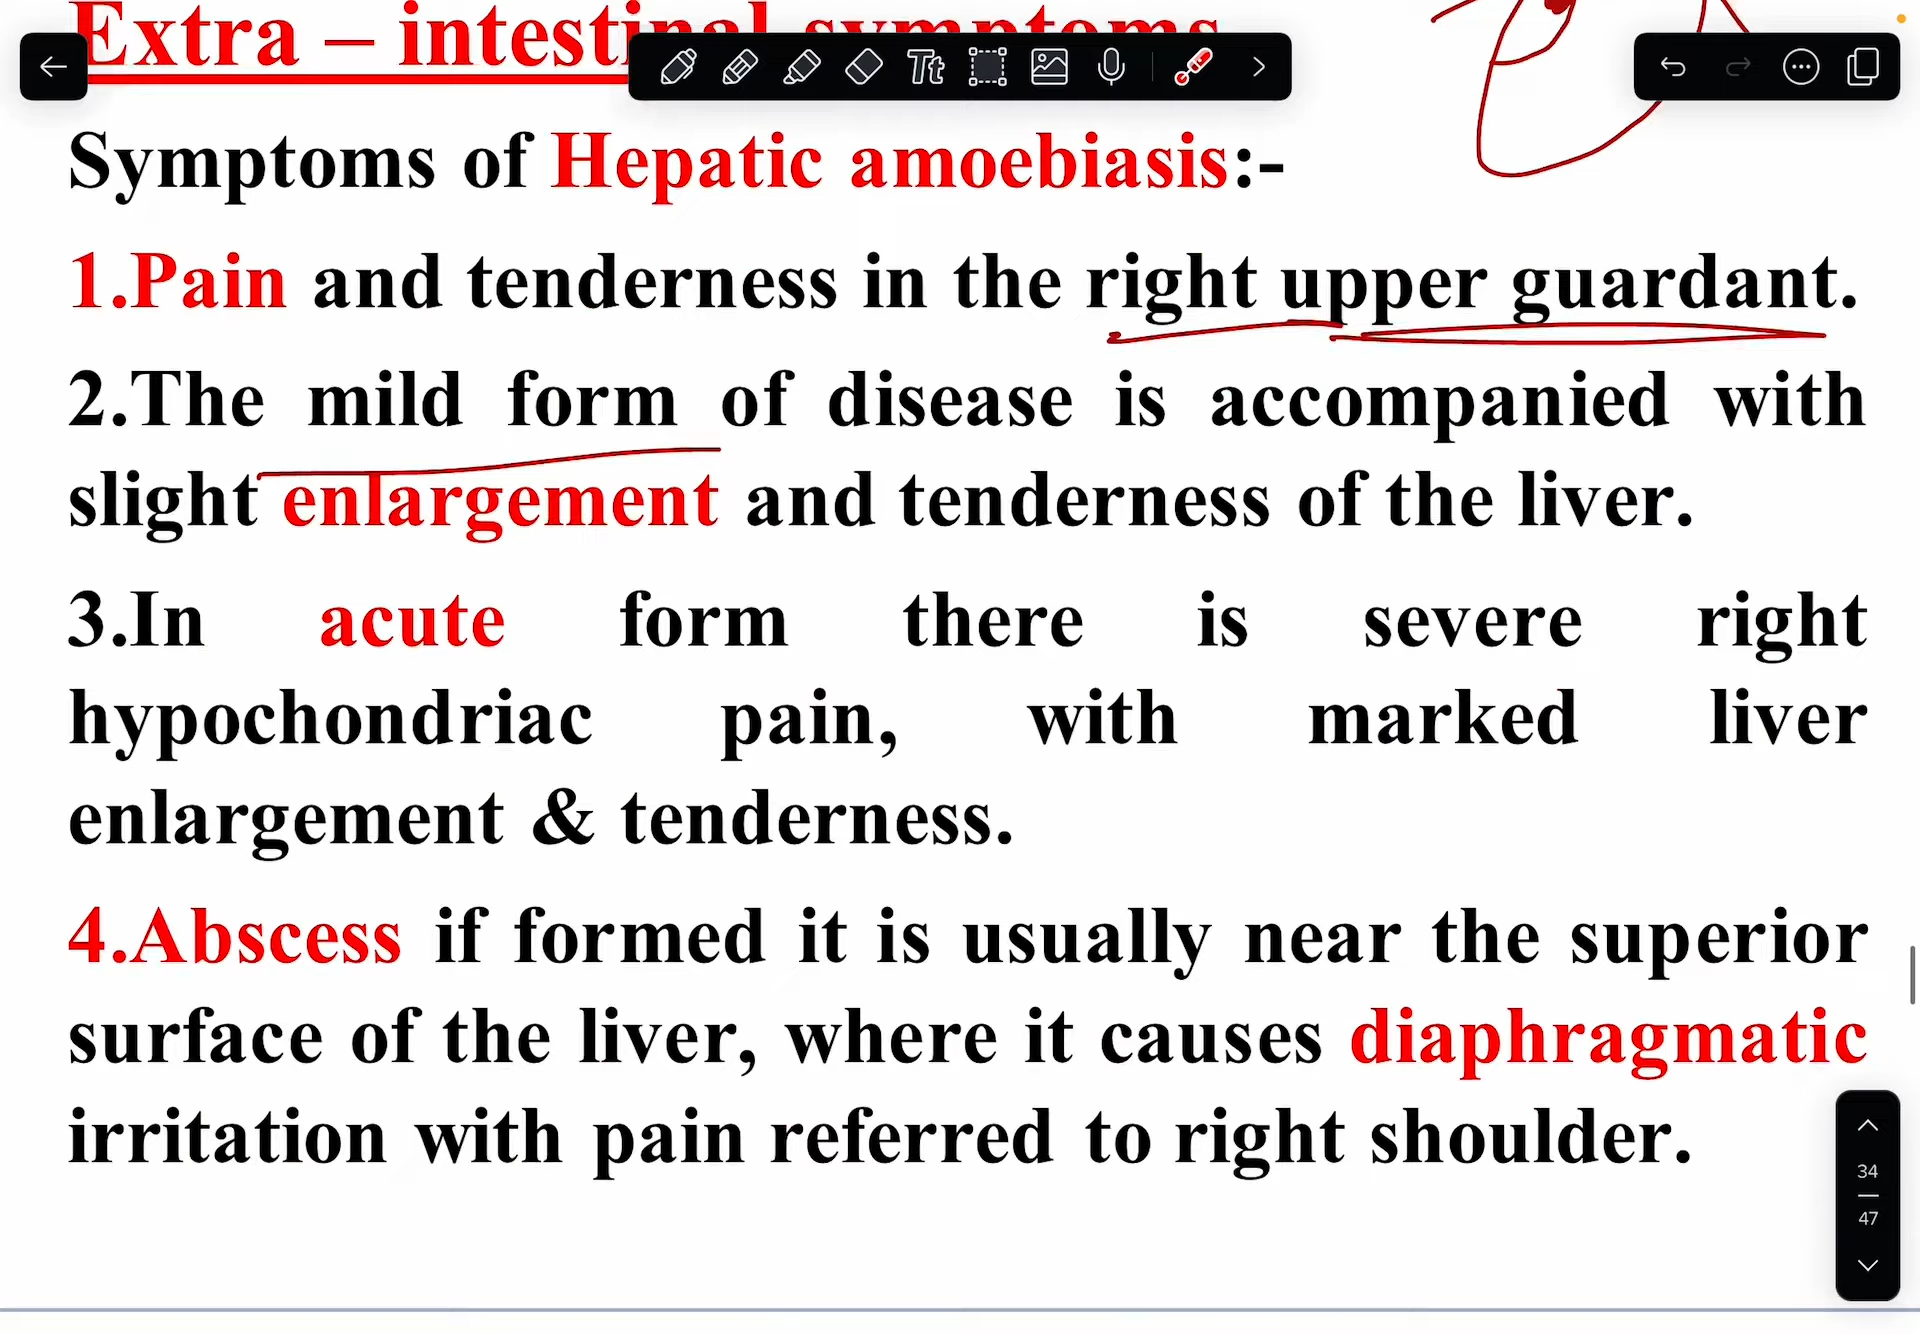 Extra – intestinal symptoms
Tt
Symptoms of Hepatic amoebiasis:-
1.Pain and tenderness in the right upper guardant.
2.The mild form of disease is accompanied with
slight enlargement and tenderness of the liver.
3.In acute form there is severe right
hypochondriac pain, with marked liver
enlargement & tenderness.
4.Abscess if formed it is usually near the superior
surface of the liver, where it causes diaphragmatic
irritation with pain referred to right shoulder.
34
47